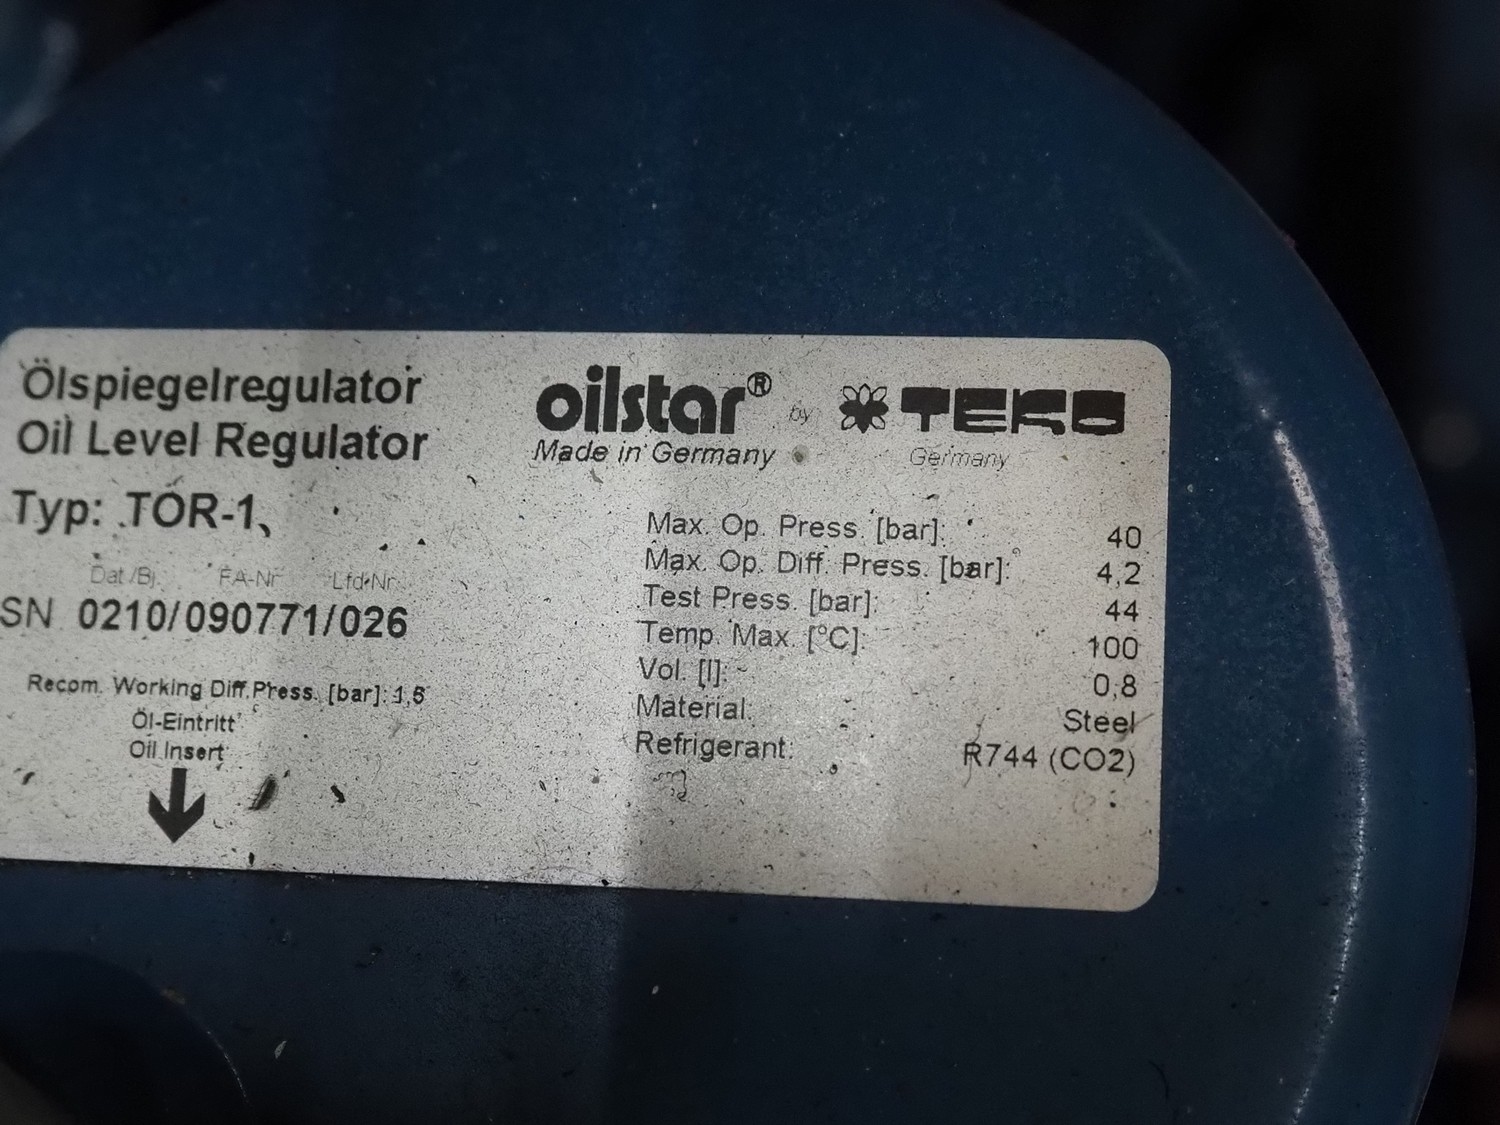 Ölspiegelregulator
Oil Level Regulator
Typ: TOR-1
Dat/Bj. FA-Nr Lfd-Nr.
SN 0210/090771/026
Recom. Working Diff.Press. [bar]: 1,5
Öl-Eintritt
Oil Insert
oilstar® by TEKO
Made in Germany
Germany
Max. Op. Press. [bar]: 40
Max. Op. Diff. Press. [bar]: 4,2
Test Press. [bar]: 44
Temp. Max. [°C]: 100
Vol. [l]: 0,8
Material: Steel
Refrigerant: R744 (CO2)